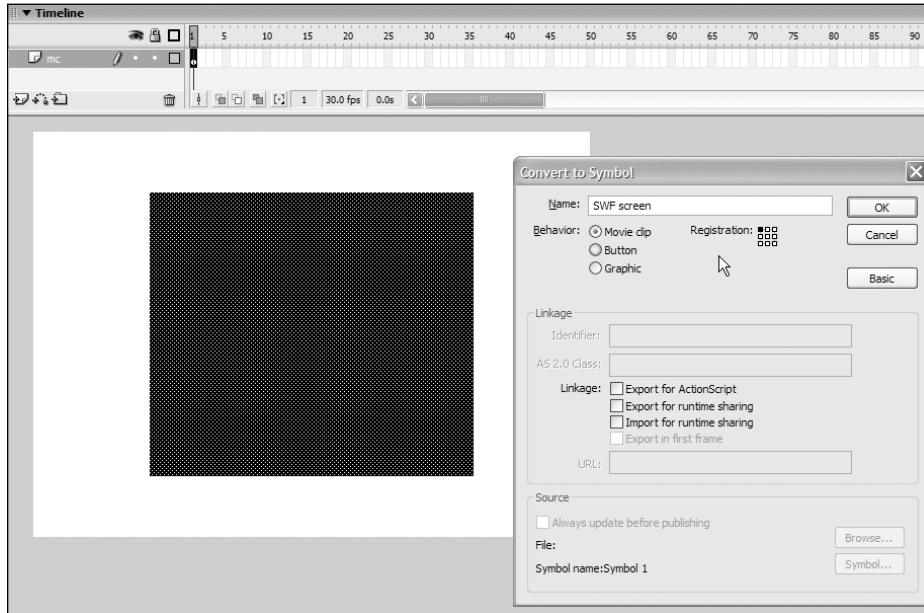 Timeline
1 5 10 15 20 25 30 35 40 45 50 55 60 65 70 75 80 85 90
mc
1 30.0 fps 0.0s
Convert to Symbol
Name: SWF screen
OK
Behavior: Movie clip
Registration:
Cancel
Button
Graphic
Basic
Linkage
Identifier:
AS 2.0 Class:
Linkage: Export for ActionScript
Export for runtime sharing
Import for runtime sharing
Export in first frame
URL:
Source
Always update before publishing
Browse...
File:
Symbol name:Symbol 1
Symbol...